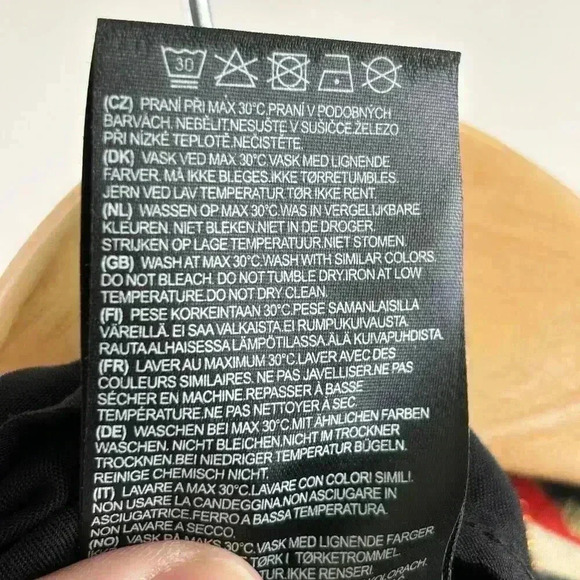 30
(CZ) PRANÍ PŘI MAX 30°C.PRANÍ V PODOBNÝCH
BARVÁCH. NEBĚLIT.NESUŠTE V SUŠIČCE.ŽELEZO
PŘI NÍZKÉ TEPLOTĚ.NEČISTĚTE.
(DK) VASK VED MAX 30°C.VASK MED LIGNENDE
FARVER. MÅ IKKE BLEGES.IKKE TØRRETUMBLES.
JERN VED LAV TEMPERATUR.TØR IKKE RENT.
(NL) WASSEN OP MAX 30°C.WAS IN VERGELIJKBARE
KLEUREN. NIET BLEKEN.NIET IN DE DROGER.
STRIJKEN OP LAGE TEMPERATUUR.NIET STOMEN.
(GB) WASH AT MAX 30°C.WASH WITH SIMILAR COLORS.
DO NOT BLEACH. DO NOT TUMBLE DRY.IRON AT LOW
TEMPERATURE.DO NOT DRY CLEAN.
(FI) PESE KORKEINTAAN 30°C.PESE SAMANLAISILLA
VÄREILLÄ. EI SAA VALKAISTA.EI RUMPUKUIVAUSTA.
RAUTA ALHAISESSA LÄMPÖTILASSA.ÄLÄ KUIVAPUHDISTA.
(FR) LAVER AU MAXIMUM 30°C.LAVER AVEC DES
COULEURS SIMILAIRES. NE PAS JAVELLISER.NE PAS
SÉCHER EN MACHINE.REPASSER À BASSE
TEMPÉRATURE.NE PAS NETTOYER À SEC.
(DE) WASCHEN BEI MAX 30°C.MIT ÄHNLICHEN FARBEN
WASCHEN. NICHT BLEICHEN.NICHT IM TROCKNER
TROCKNEN.BEI NIEDRIGER TEMPERATUR BÜGELN.
REINIGE CHEMISCH NICHT.
(IT) LAVARE A MAX 30°C.LAVARE CON COLORI SIMILI.
NON USARE LA CANDEGGINA.NON ASCIUGARE IN
ASCIUGATRICE.FERRO A BASSA TEMPERATURA.NON
LAVARE A SECCO.
(NO) VASK PÅ MAKS 30°C.VASK MED LIGNENDE FARGER
TØRK I TØRKETROMMEL.
IKKE RENSERI.